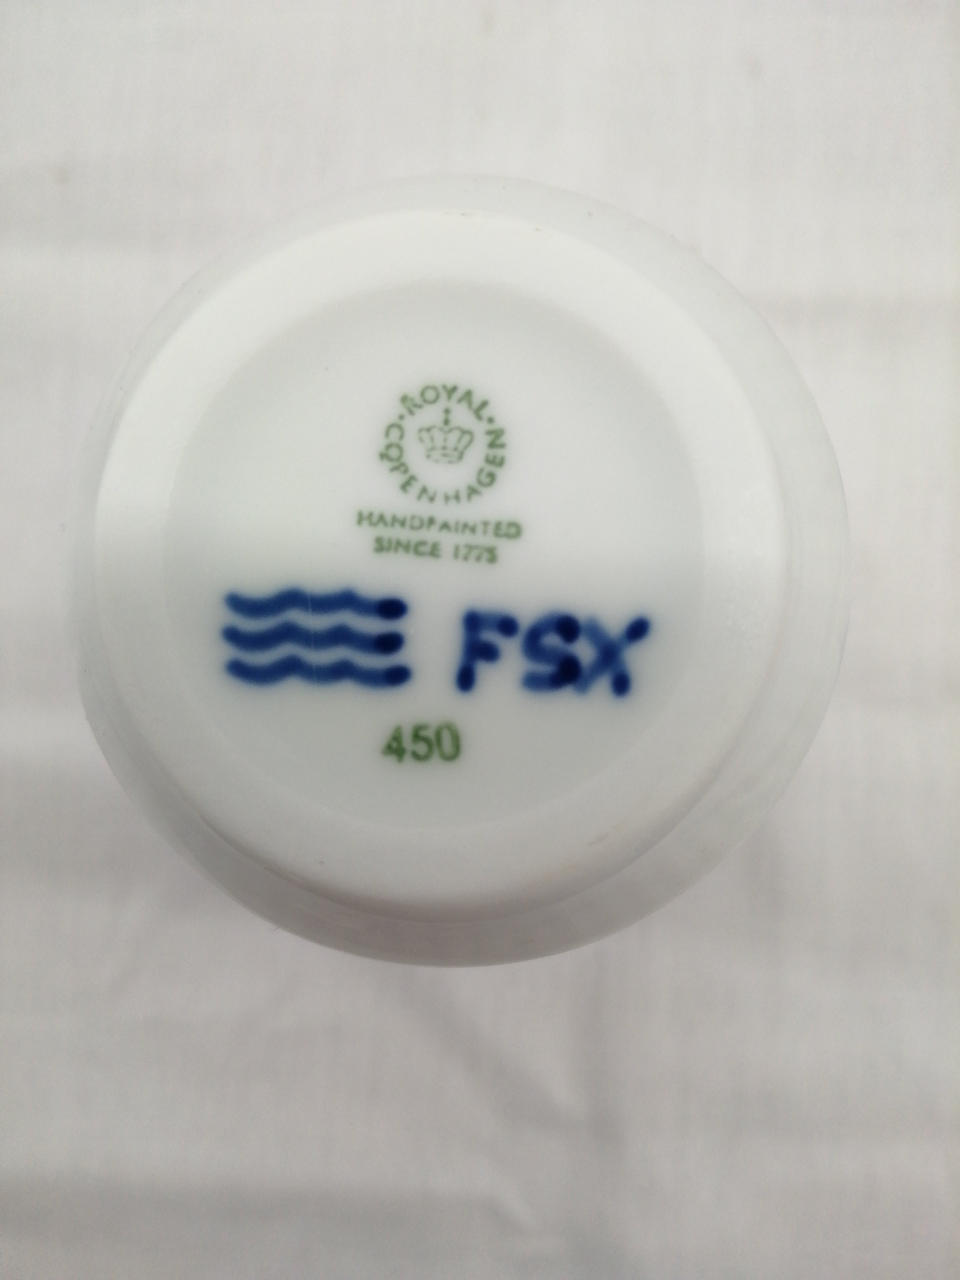 ROYAL
COPENHAGEN
HANDPAINTED
SINCE 1775
FSX
450